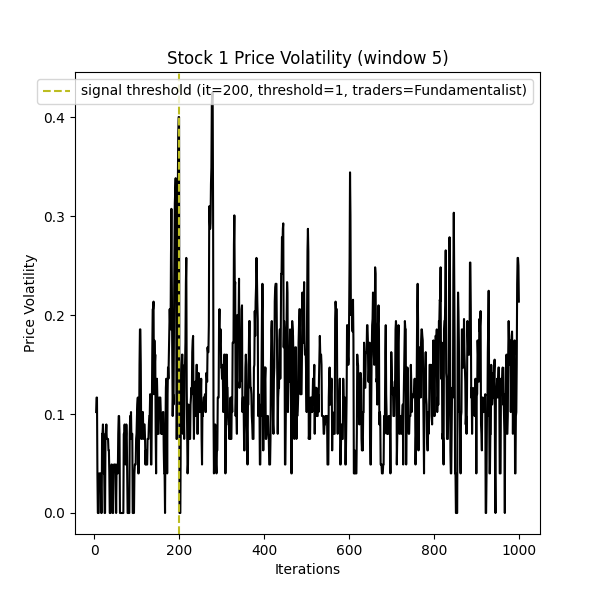 Stock 1 Price Volatility (window 5)
signal threshold (it=200, threshold=1, traders=Fundamentalist)
Price Volatility
0.4
0.3
0.2
0.1
0.0
0 200 400 600 800 1000
Iterations